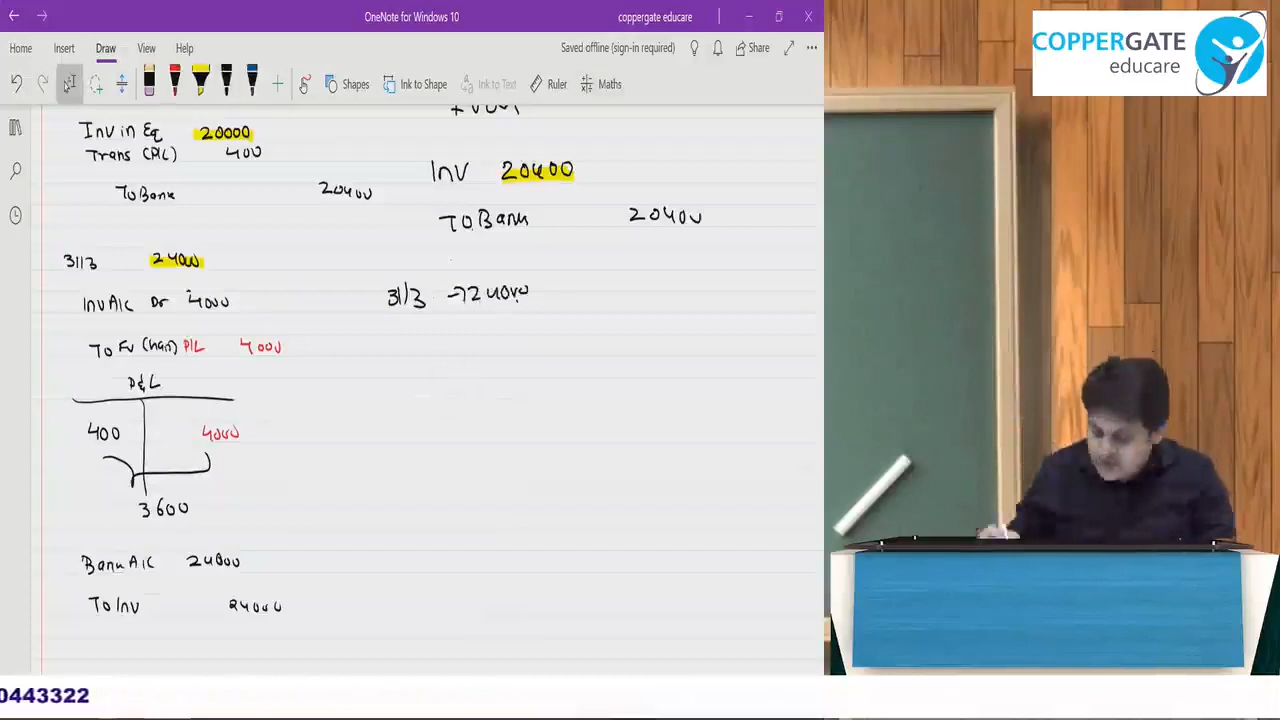 OneNote for Windows 10
coppergate educare
Home Insert Draw View Help
Saved offline (sign-in required)
Share
Shapes
Ink to Shape
Ink to Text
Ruler
Maths
COPPERGATE
educare
Inv in Eq 20000
Trans (P/L) 400
To Bank 20400
Inv 20400
To Bank 20400
31/3 24000
Inv A/C Dr 4000
To FV Chan) P/L 4000
31/3 → 24000
P&L
400 4000
3600
Bank A/C 24000
To Inv 24000
0443322